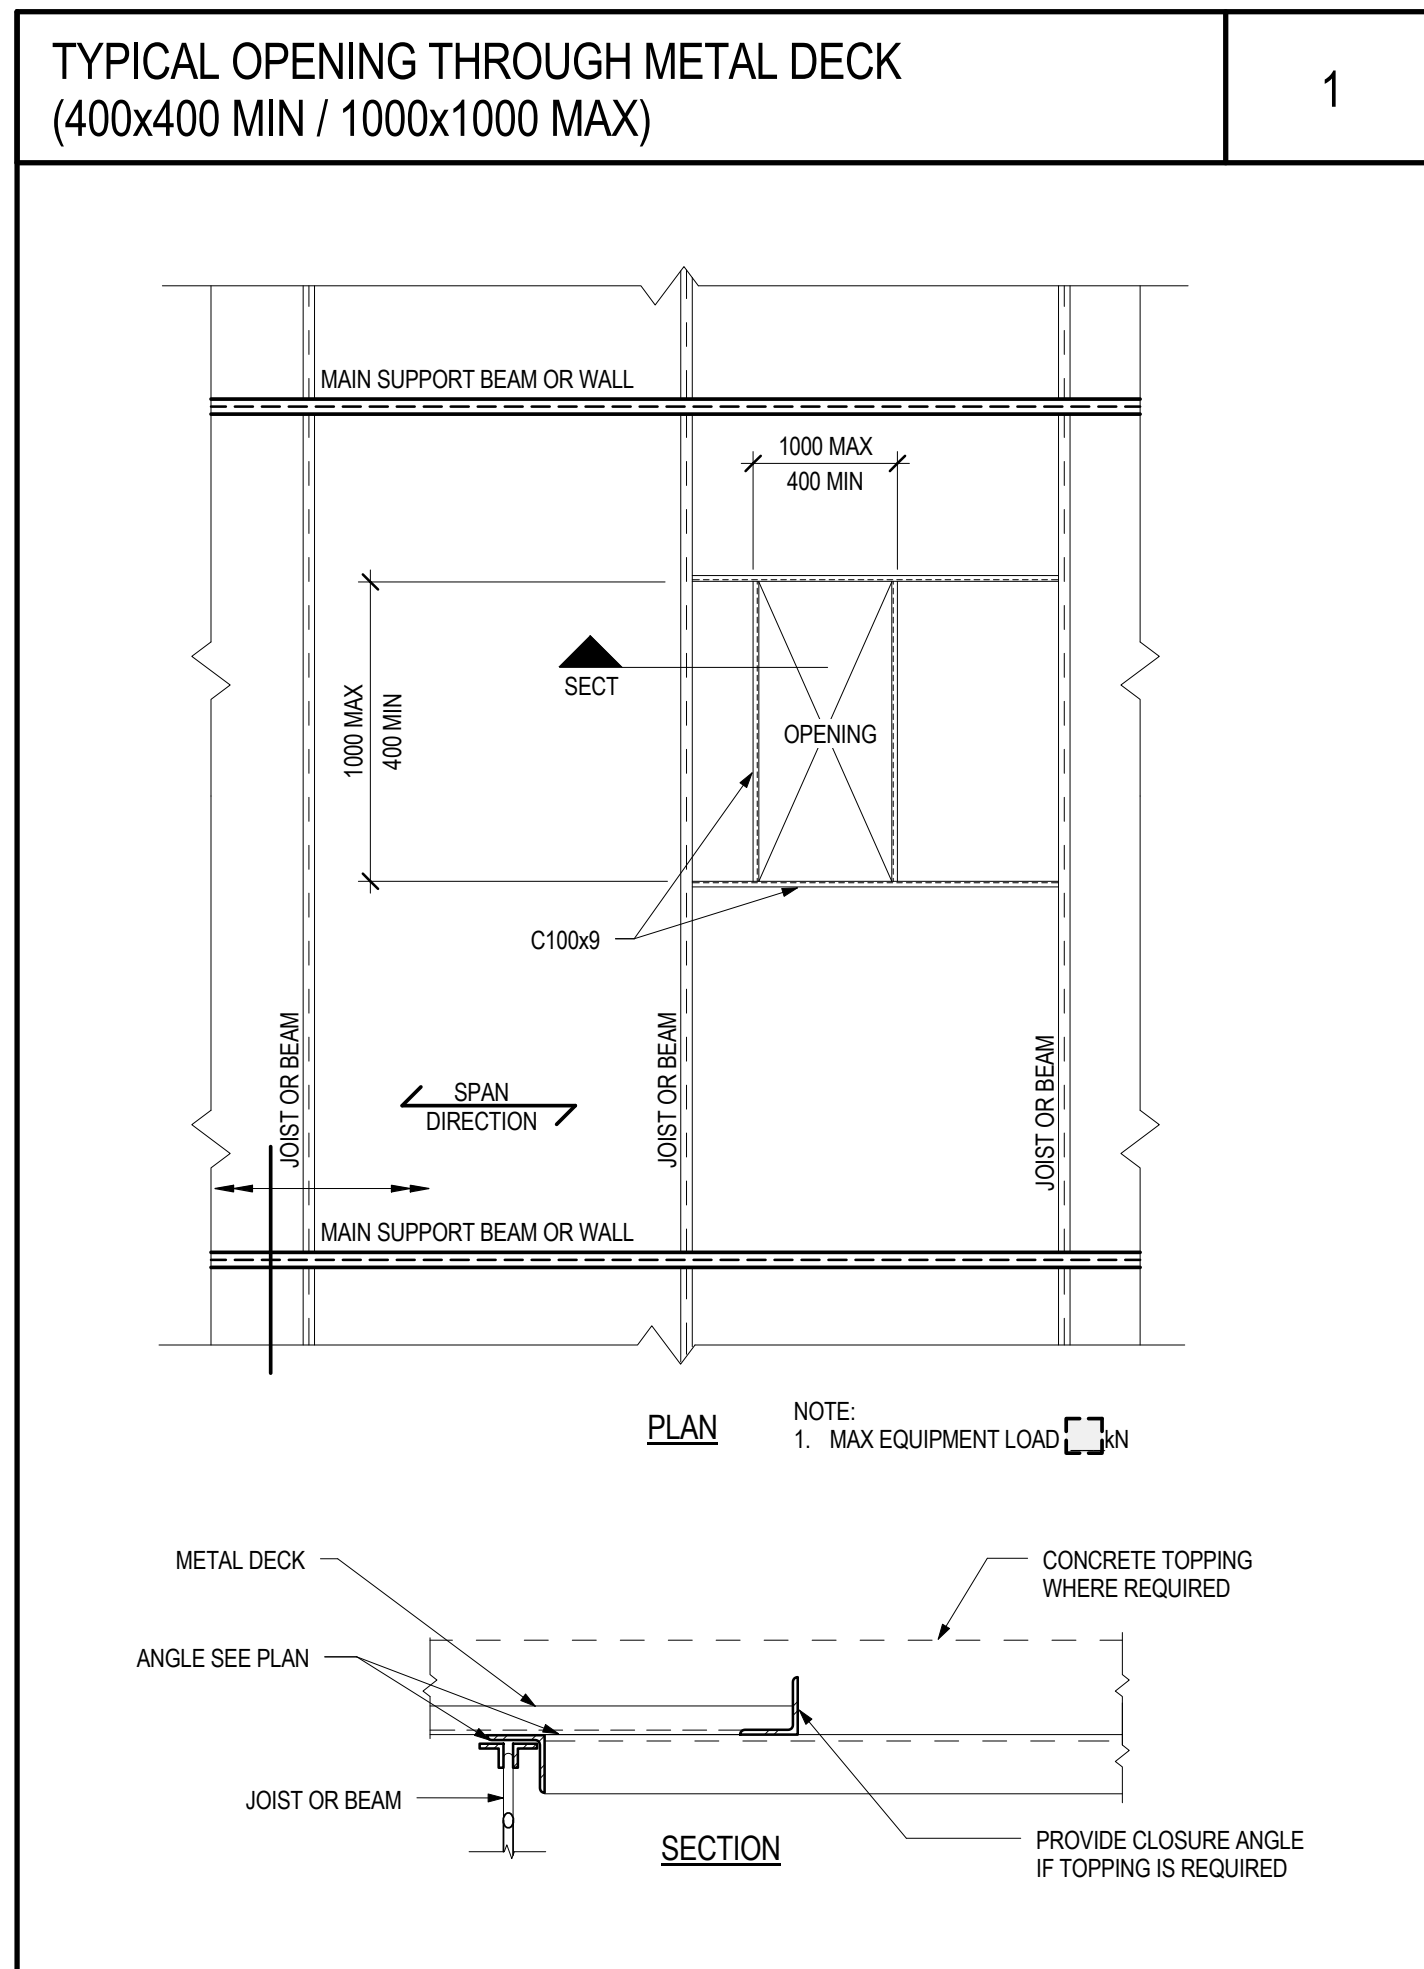 TYPICAL OPENING THROUGH METAL DECK
(400x400 MIN / 1000x1000 MAX)
1
MAIN SUPPORT BEAM OR WALL
1000 MAX
400 MIN
1000 MAX
400 MIN
SECT
OPENING
C100x9
JOIST OR BEAM
JOIST OR BEAM
JOIST OR BEAM
SPAN
DIRECTION
MAIN SUPPORT BEAM OR WALL
PLAN
NOTE:
1. MAX EQUIPMENT LOAD kN
METAL DECK
CONCRETE TOPPING
WHERE REQUIRED
ANGLE SEE PLAN
JOIST OR BEAM
SECTION
PROVIDE CLOSURE ANGLE
IF TOPPING IS REQUIRED